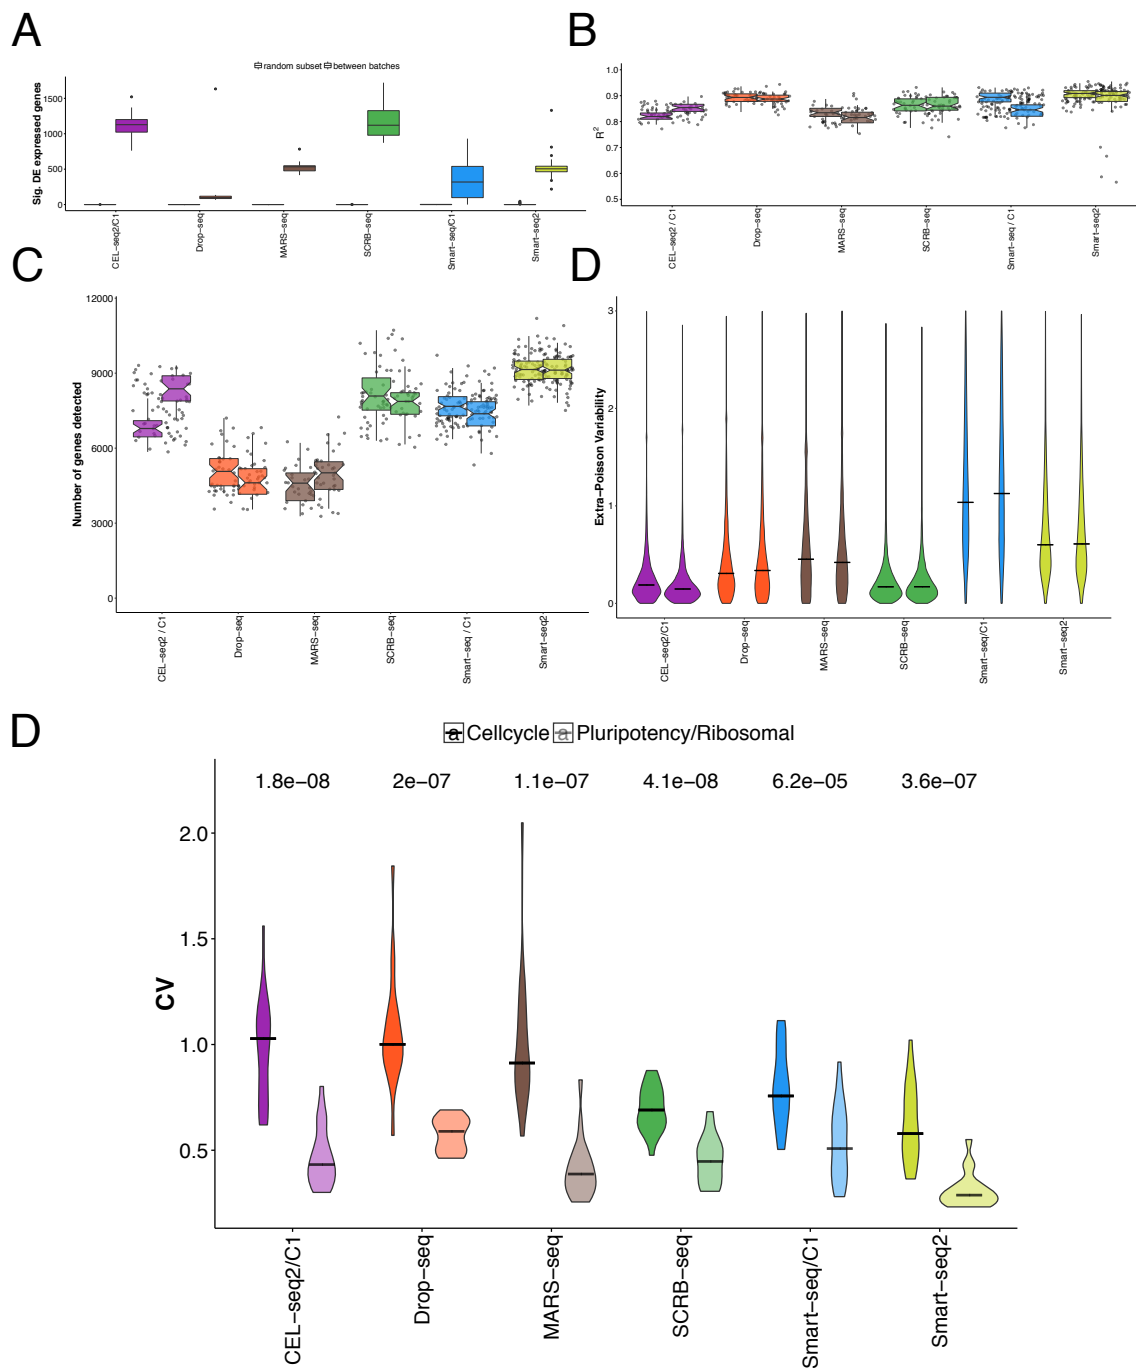 A
random subset between batches
Sig. DE expressed genes
1500
1000
500
0
CEL-seq2/C1
Drop-seq
MARS-seq
SCRB-seq
Smart-seq/C1
Smart-seq2
B
R2
1.0
0.9
0.8
0.7
0.6
0.5
CEL-seq2 / C1
Drop-seq
MARS-seq
SCRB-seq
Smart-seq / C1
Smart-seq2
C
Number of genes detected
12000
9000
6000
3000
0
CEL-seq2 / C1
Drop-seq
MARS-seq
SCRB-seq
Smart-seq / C1
Smart-seq2
D
Extra-Poisson Variability
3
2
1
0
CEL-seq2/C1
Drop-seq
MARS-seq
SCRB-seq
Smart-seq/C1
Smart-seq2
D
a Cellcycle a Pluripotency/Ribosomal
1.8e-08 2e-07 1.1e-07 4.1e-08 6.2e-05 3.6e-07
CV
2.0
1.5
1.0
0.5
CEL-seq2/C1
Drop-seq
MARS-seq
SCRB-seq
Smart-seq/C1
Smart-seq2